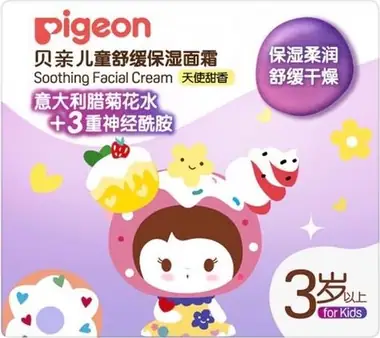 pigeon
贝亲儿童舒缓保湿面霜
Soothing Facial Cream 天使甜香
意大利腊菊花水
+3重神经酰胺
保湿柔润
舒缓干燥
3岁以上
for Kids